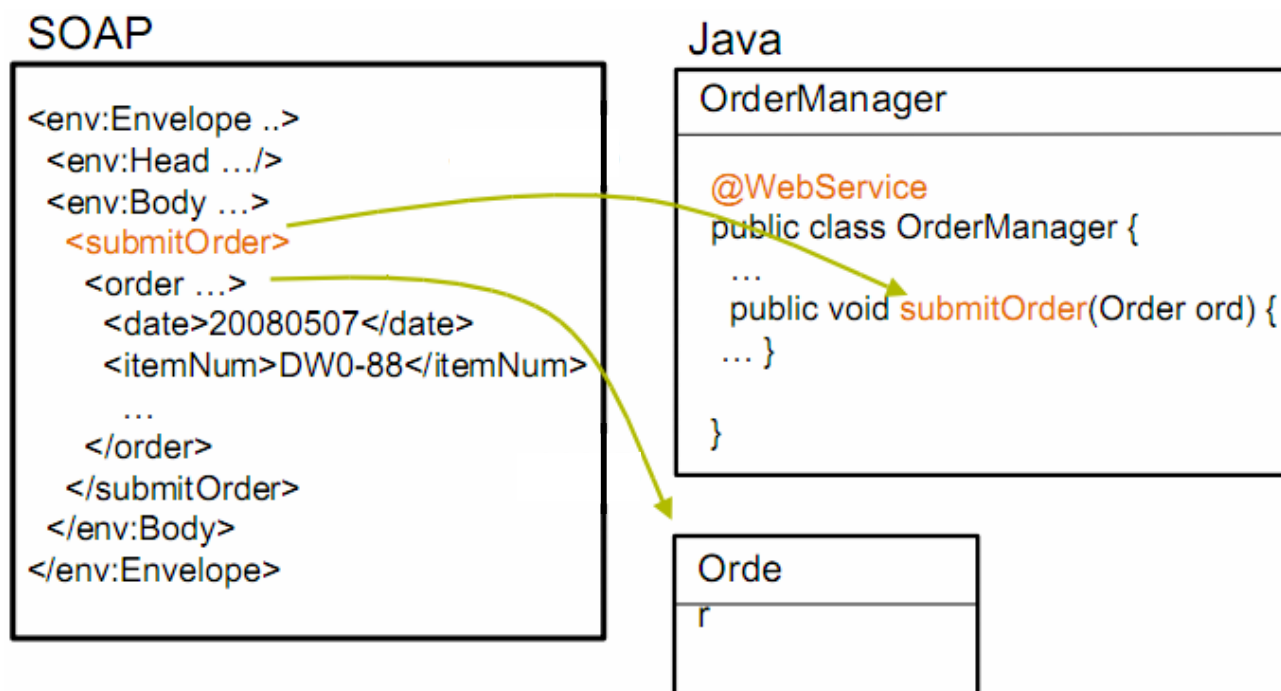 SOAP
<env:Envelope ..>
<env:Head …/>
<env:Body …>
<submitOrder>
<order …>
<date>20080507</date>
<itemNum>DW0-88</itemNum>
…
</order>
</submitOrder>
</env:Body>
</env:Envelope>
Java
OrderManager
@WebService
public class OrderManager {
…
public void submitOrder(Order ord) {
… }
}
Orde
r